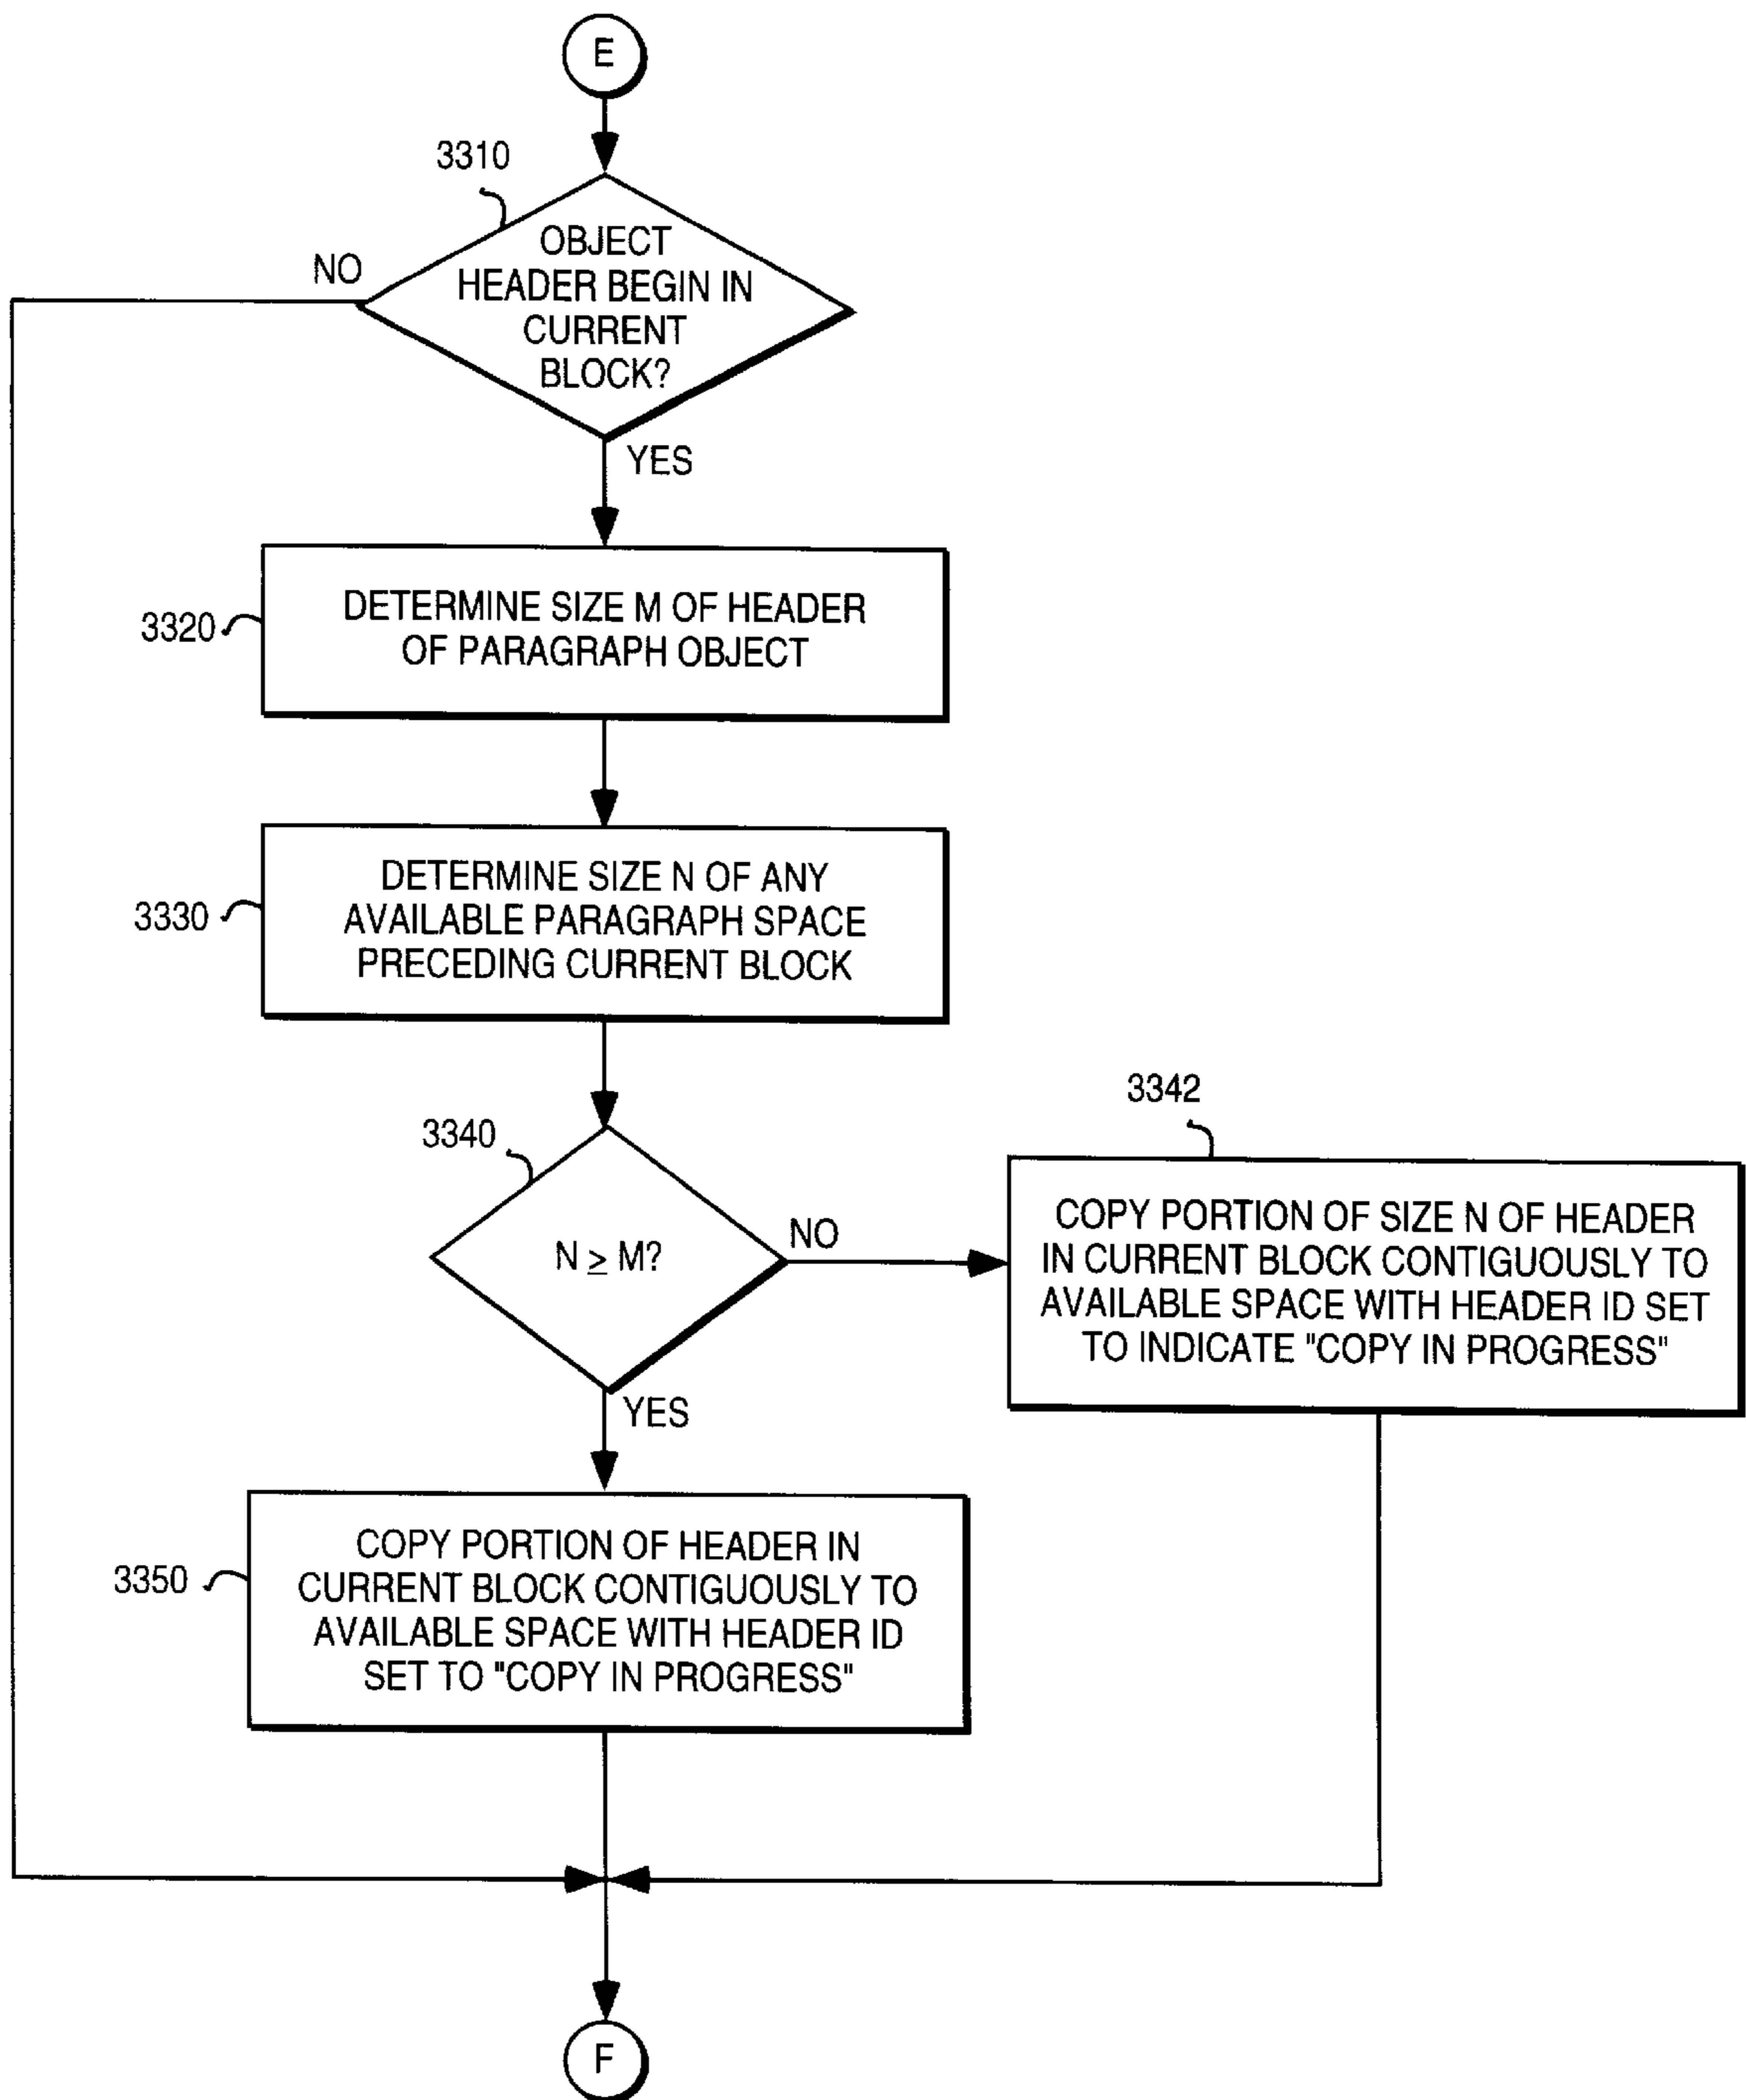 E
3310
OBJECT
HEADER BEGIN IN
CURRENT
BLOCK?
NO
YES
3320
DETERMINE SIZE M OF HEADER
OF PARAGRAPH OBJECT
3330
DETERMINE SIZE N OF ANY
AVAILABLE PARAGRAPH SPACE
PRECEDING CURRENT BLOCK
3340
N ≥ M?
NO
YES
3342
COPY PORTION OF SIZE N OF HEADER
IN CURRENT BLOCK CONTIGUOUSLY TO
AVAILABLE SPACE WITH HEADER ID SET
TO INDICATE "COPY IN PROGRESS"
3350
COPY PORTION OF HEADER IN
CURRENT BLOCK CONTIGUOUSLY TO
AVAILABLE SPACE WITH HEADER ID
SET TO "COPY IN PROGRESS"
F